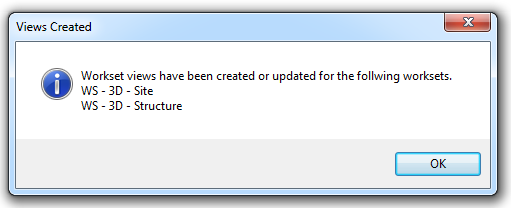 Views Created
Workset views have been created or updated for the follwing worksets.
WS - 3D - Site
WS - 3D - Structure
OK